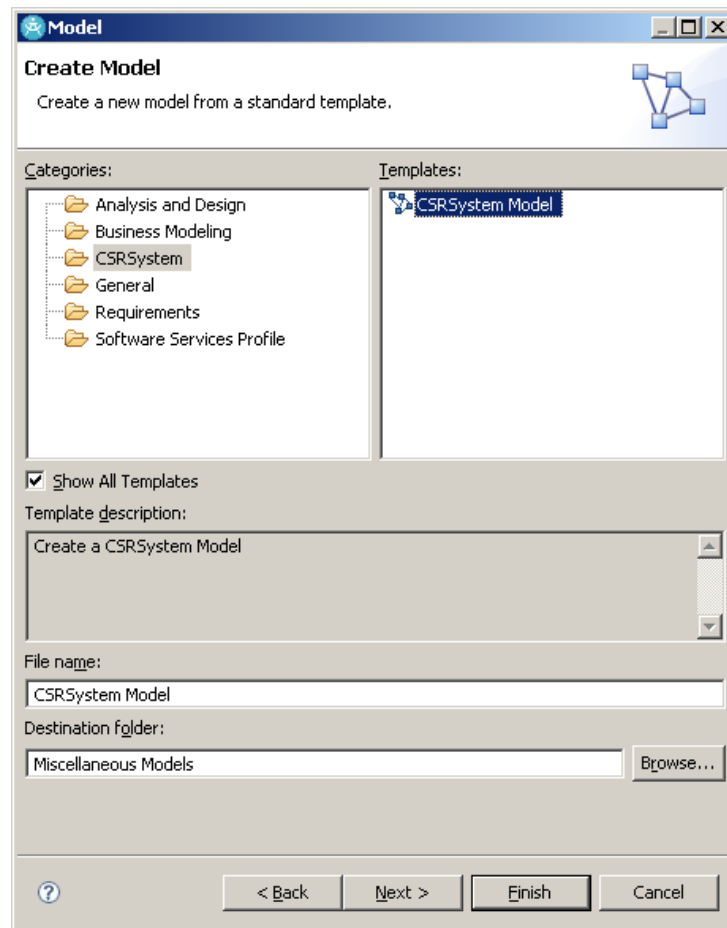 Model
Create Model
Create a new model from a standard template.
Categories:
Analysis and Design
Business Modeling
CSRSystem
General
Requirements
Software Services Profile
Templates:
CSRSystem Model
Show All Templates
Template description:
Create a CSRSystem Model
File name:
CSRSystem Model
Destination folder:
Miscellaneous Models
Browse...
?
< Back
Next >
Finish
Cancel